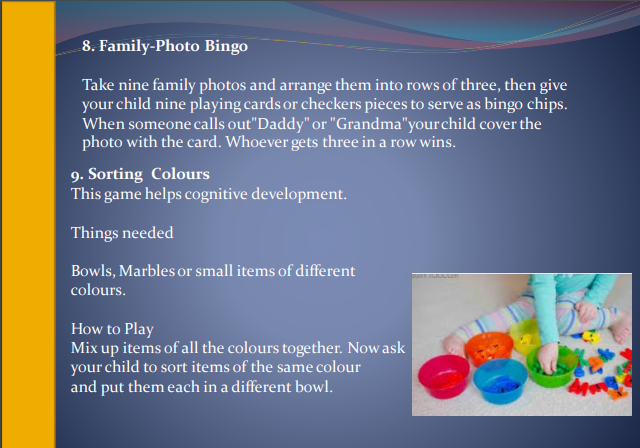 8. Family-Photo Bingo
Take nine family photos and arrange them into rows of three, then give
your child nine playing cards or checkers pieces to serve as bingo chips.
When someone calls out"Daddy" or "Grandma"your child cover the
photo with the card. Whoever gets three in a row wins.
9. Sorting Colours
This game helps cognitive development.
Things needed
Bowls, Marbles or small items of different
colours.
How to Play
Mix up items of all the colours together. Now ask
your child to sort items of the same colour
and put them each in a different bowl.